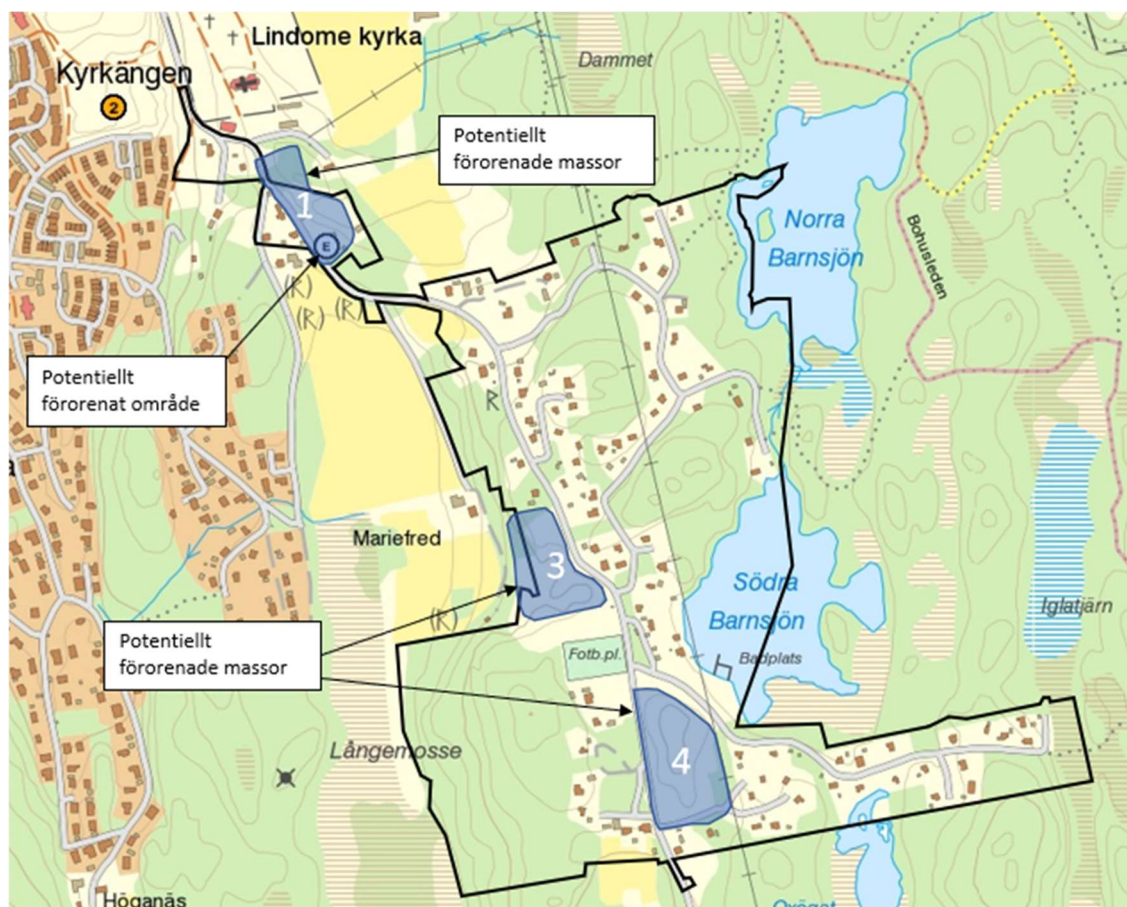 Lindome kyrka
Dammet
Kyrkängen
2
Potentiellt
förorenade massor
1
E
Norra
Barnsjön
Bohusleden
(R)
(R)
(R)
Potentiellt
förorenat område
R
Mariefred
3
Södra
Barnsjön
Iglatjärn
(R)
Potentiellt
förorenade massor
Fotb.pl.
Badplats
Långemosse
4
Höganäs